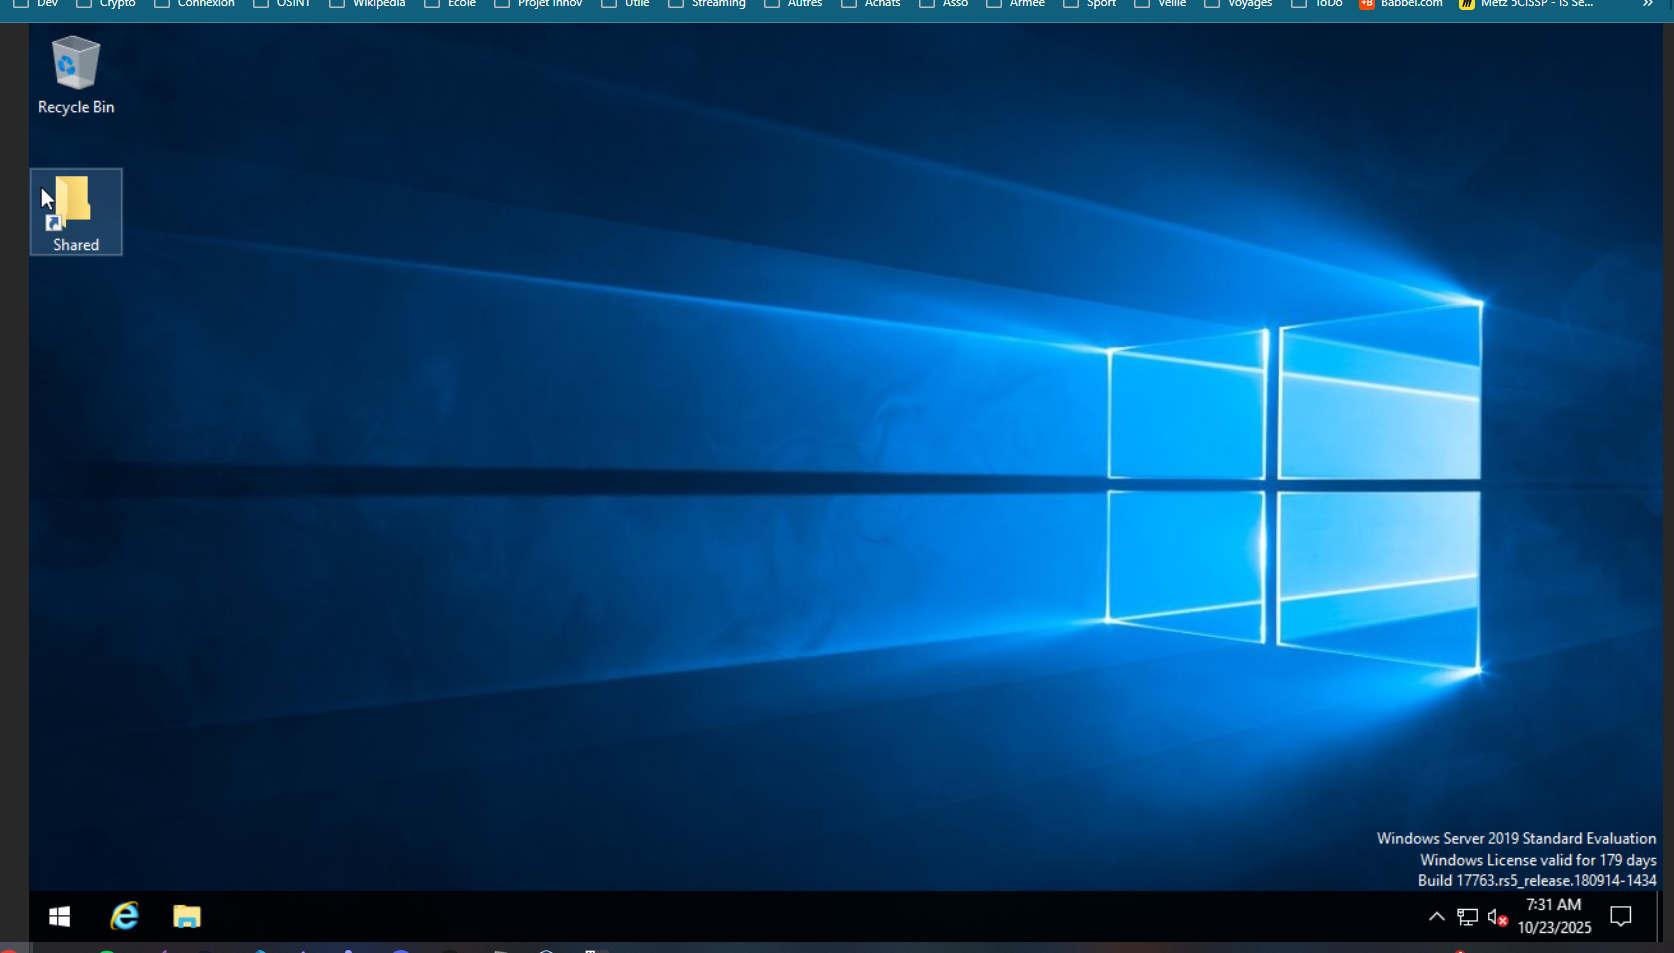 Dev Crypto Connexion OSINT Wikipedia Ecole Projet Innov Utile Streaming Autres Achats Asso Armee Sport Veille Voyages ToDo Babbel.com Metz 5CISSP - IS Se... »
Recycle Bin
Shared
Windows Server 2019 Standard Evaluation
Windows License valid for 179 days
Build 17763.rs5_release.180914-1434
7:31 AM
10/23/2025